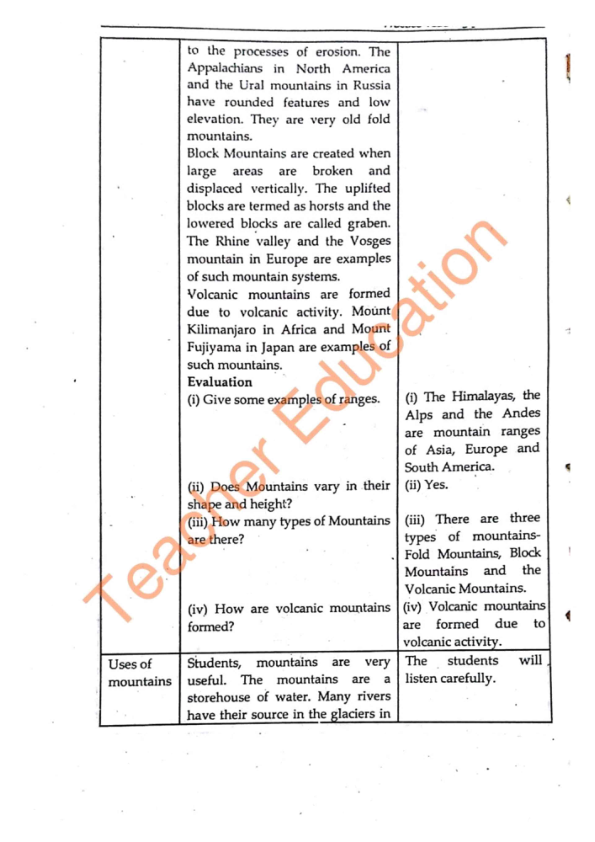 to the processes of erosion. The
Appalachians in North America
and the Ural mountains in Russia
have rounded features and low
elevation. They are very old fold
mountains.
Block Mountains are created when
large areas are broken and
displaced vertically. The uplifted
blocks are termed as horsts and the
lowered blocks are called graben.
The Rhine valley and the Vosges
mountain in Europe are examples
of such mountain systems.
Volcanic mountains are formed
due to volcanic activity. Mount
Kilimanjaro in Africa and Mount
Fujiyama in Japan are examples of
such mountains.
Evaluation
(i) Give some examples of ranges.
(i) The Himalayas, the
Alps and the Andes
are mountain ranges
of Asia, Europe and
South America.
(ii) Does Mountains vary in their
shape and height?
(ii) Yes.
(iii) How many types of Mountains
are there?
(iii) There are three
types of mountains-
Fold Mountains, Block
Mountains and the
Volcanic Mountains.
(iv) How are volcanic mountains
formed?
(iv) Volcanic mountains
are formed due to
volcanic activity.
Uses of
mountains
Students, mountains are very
useful. The mountains are a
storehouse of water. Many rivers
have their source in the glaciers in
The students will
listen carefully.
Teacher Education